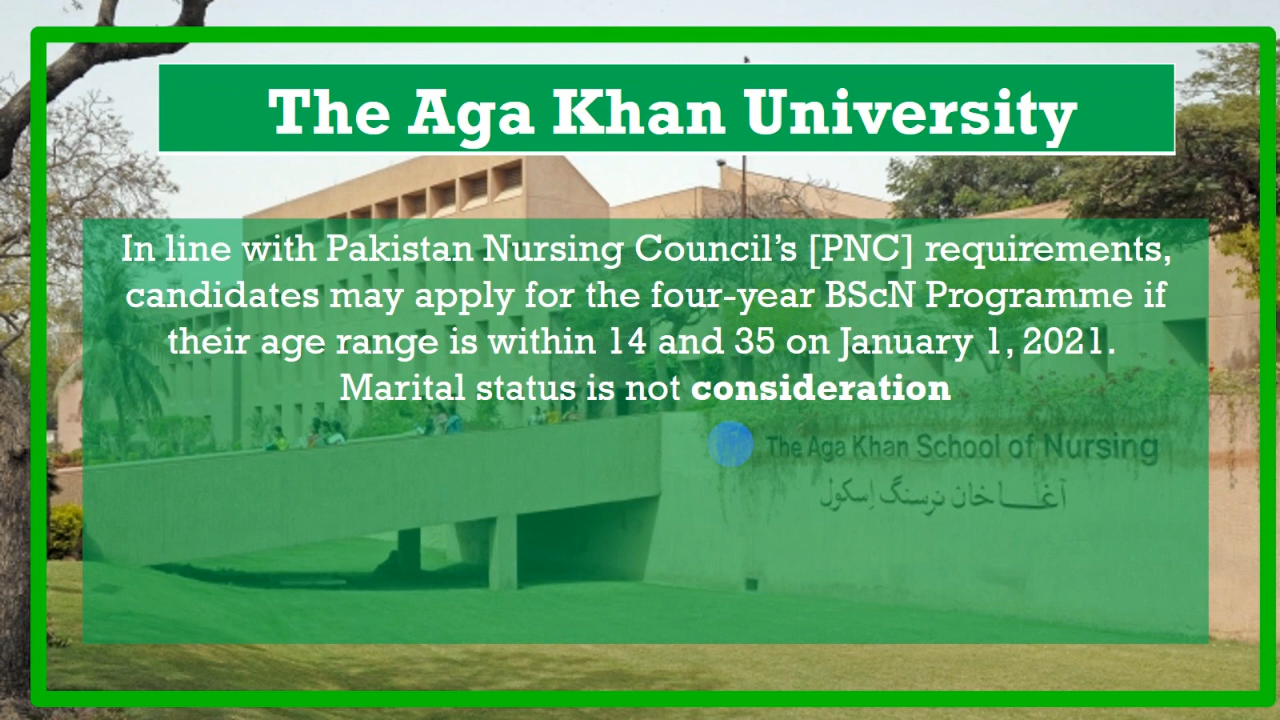 The Aga Khan University
In line with Pakistan Nursing Council’s [PNC] requirements,
candidates may apply for the four-year BScN Programme if
their age range is within 14 and 35 on January 1, 2021.
Marital status is not consideration
The Aga Khan School of Nursing
آغا خان نرسنگ اسکول